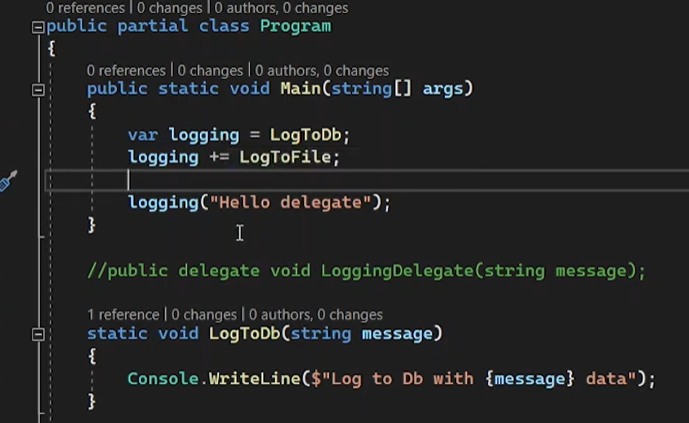 0 references | 0 changes | 0 authors, 0 changes
public partial class Program
{
0 references | 0 changes | 0 authors, 0 changes
public static void Main(string[] args)
{
var logging = LogToDb;
logging += LogToFile;
logging("Hello delegate");
}
//public delegate void LoggingDelegate(string message);
1 reference | 0 changes | 0 authors, 0 changes
static void LogToDb(string message)
{
Console.WriteLine($"Log to Db with {message} data");
}